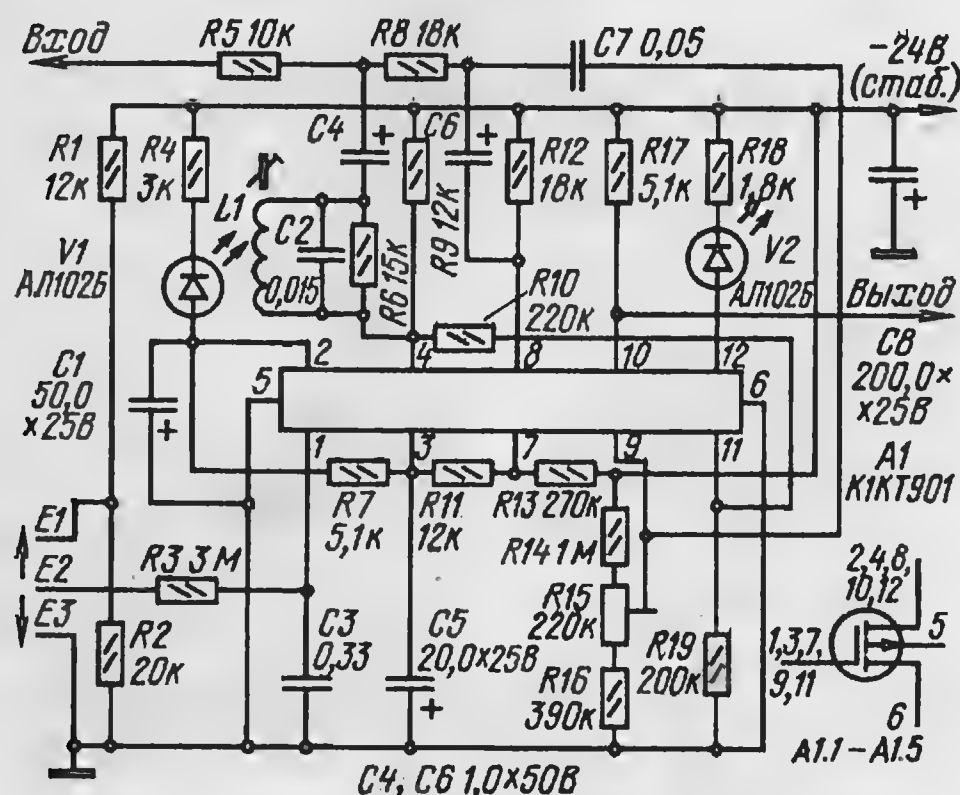 Вход
R5 10к
R8 18к
C7 0,05
-24В
(стаб.)
R1
12к
R4
3к
C4
+
C6
+
R12
18к
R17
5,1к
R18
1,8к
+
L1
C2
0,015
R6 15к
R9 12к
V1
АЛ102Б
V2
АЛ102Б
R10
220к
Выход
C8
200,0×
×25В
2
4
8
10
12
5
6
C1
50,0
×25В
+
1
3
7
9
11
A1
К1КТ901
R7
5,1к
R11
12к
R13 270к
E1
E2
E3
R3 3 М
R14 1 М
R15
220к
2,4,8,
10,12
5
1,3,7,
9,11
6
R2
20к
C3
0,33
C5
20,0×25В
+
R16
390к
R19
200к
A1.1 – A1.5
C4, C6 1,0×50В